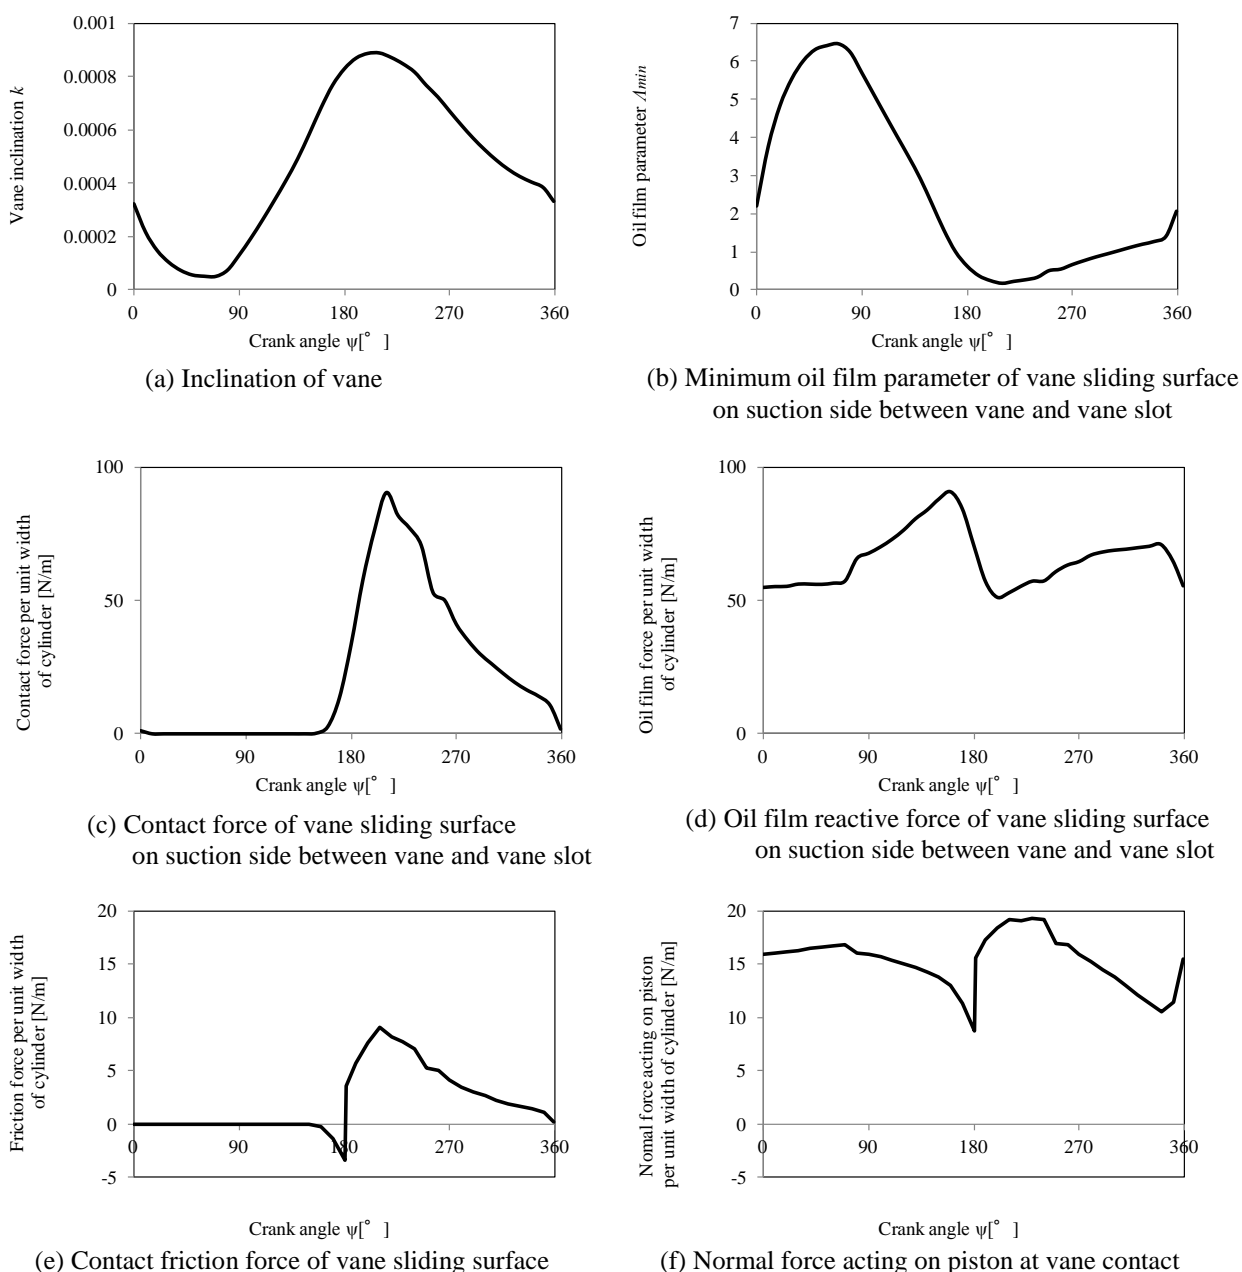 0.001
0.0008
0.0006
0.0004
0.0002
0
0
90
180
270
360
Vane inclination k
Crank angle ψ[° ]
(a) Inclination of vane
7
6
5
4
3
2
1
0
0
90
180
270
360
Oil film parameter Λmin
Crank angle ψ[° ]
(b) Minimum oil film parameter of vane sliding surface
on suction side between vane and vane slot
100
50
0
0
90
180
270
360
Contact force per unit width
of cylinder [N/m]
Crank angle ψ[° ]
(c) Contact force of vane sliding surface
on suction side between vane and vane slot
100
50
0
0
90
180
270
360
Oil film force per unit width
of cylinder [N/m]
Crank angle ψ[° ]
(d) Oil film reactive force of vane sliding surface
on suction side between vane and vane slot
20
15
10
5
0
-5
0
90
180
270
360
Friction force per unit width
of cylinder [N/m]
Crank angle ψ[° ]
(e) Contact friction force of vane sliding surface
20
15
10
5
0
-5
0
90
180
270
360
Nomal force acting on piston
per unit width of cylinder [N/m]
Crank angle ψ[° ]
(f) Normal force acting on piston at vane contact